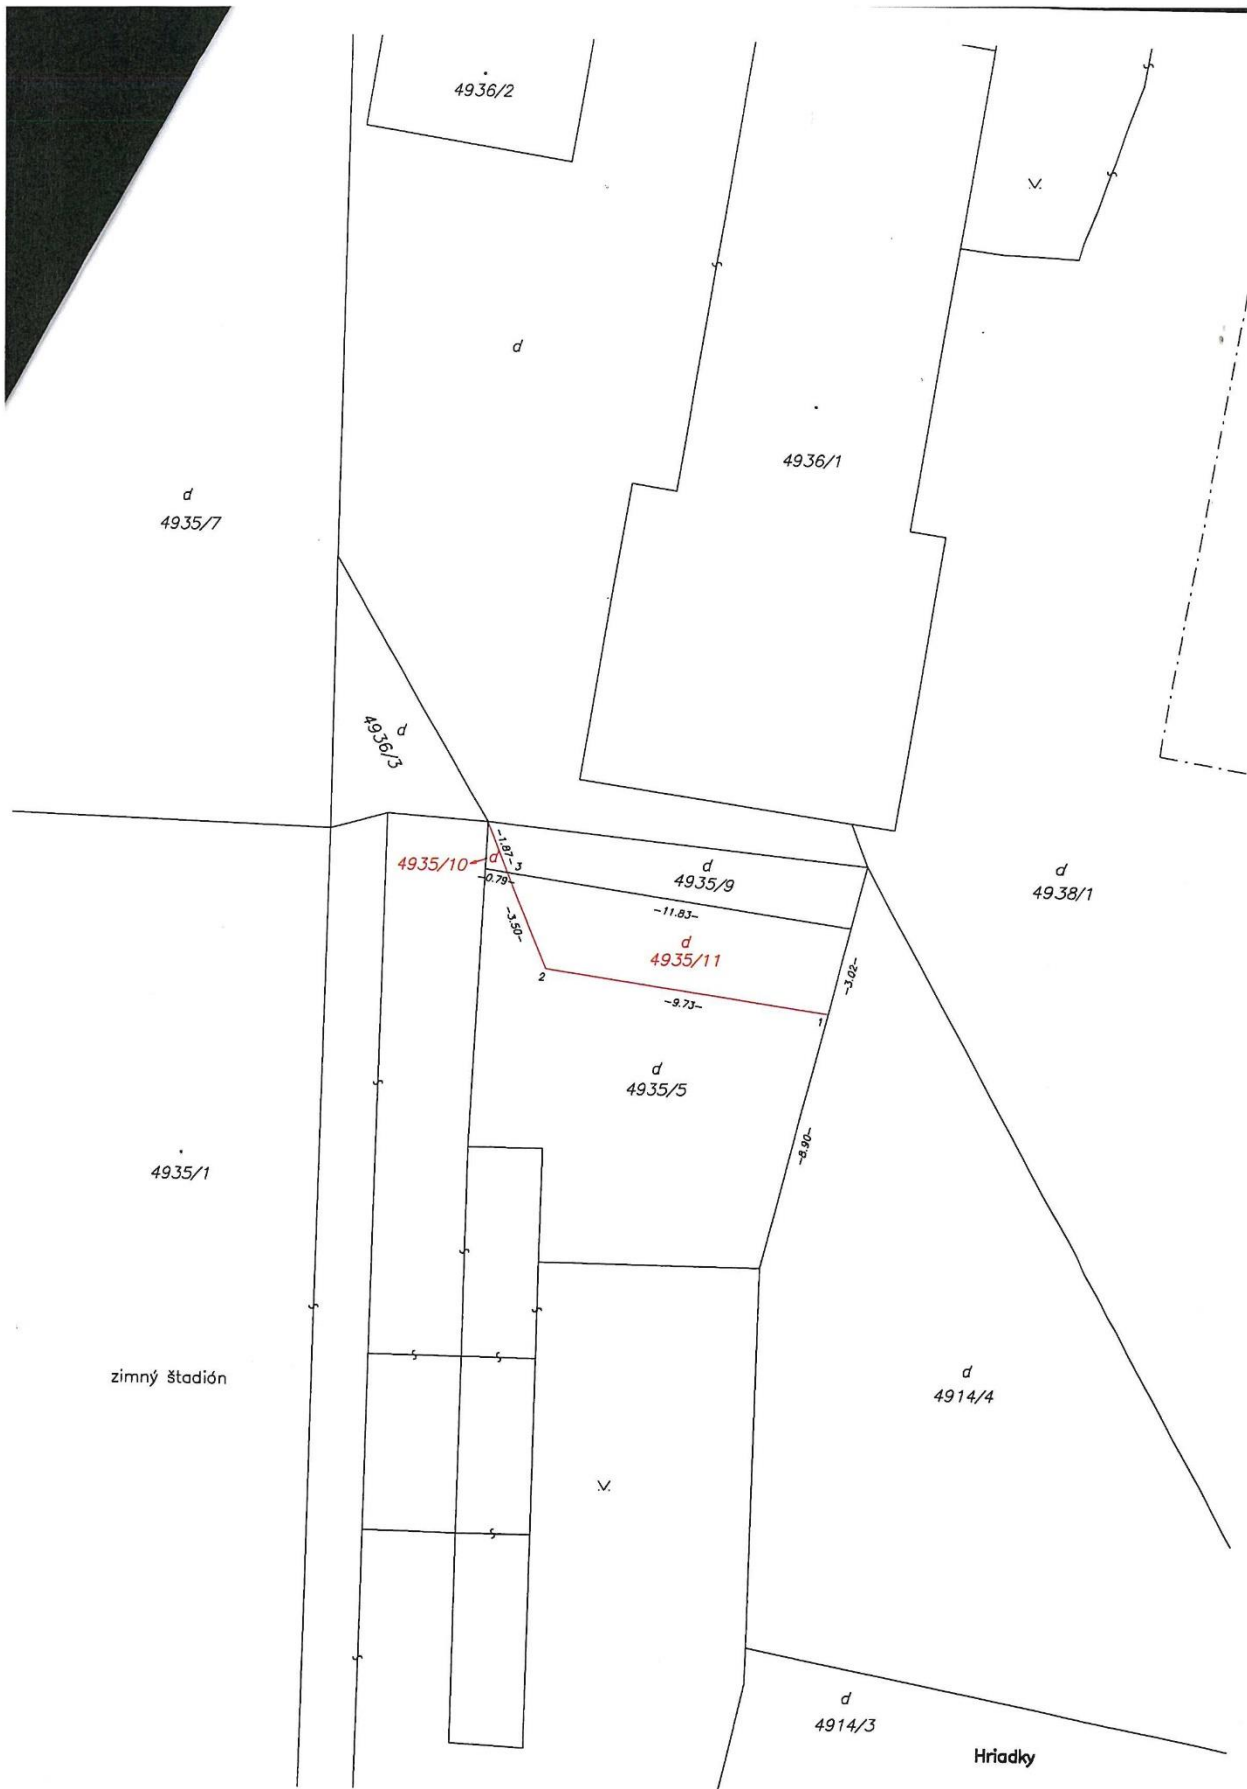 4936/2
.V.
d
4936/1
d
4935/7
d
4936/3
-1.87-
3
4935/10
d
-0.79-
d
4935/9
d
4938/1
-11.83-
-3.50-
d
4935/11
-3.02-
2
-9.73-
1
d
4935/5
-8.90-
4935/1
zimný štadión
d
4914/4
.V.
d
4914/3
Hriadky